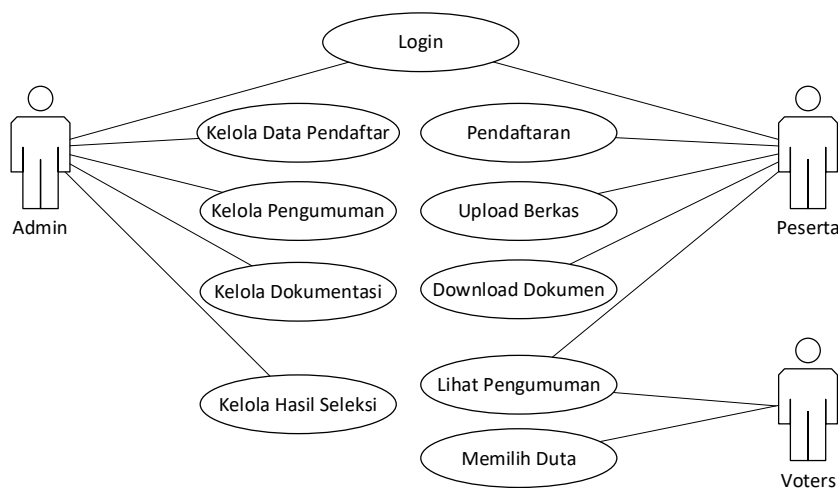 Login
Kelola Data Pendaftar
Pendaftaran
Kelola Pengumuman
Upload Berkas
Admin
Peserta
Kelola Dokumentasi
Download Dokumen
Lihat Pengumuman
Kelola Hasil Seleksi
Memilih Duta
Voters